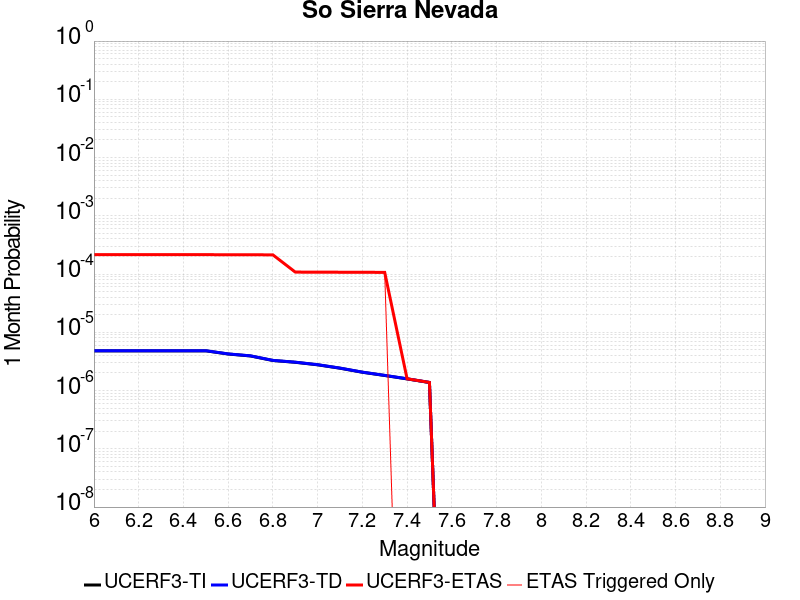 So Sierra Nevada
10 0
10 -1
10 -2
10 -3
10 -4
10 -5
10 -6
10 -7
10 -8
1 Month Probability
6 6.2 6.4 6.6 6.8 7 7.2 7.4 7.6 7.8 8 8.2 8.4 8.6 8.8 9
Magnitude
UCERF3-TI UCERF3-TD UCERF3-ETAS ETAS Triggered Only